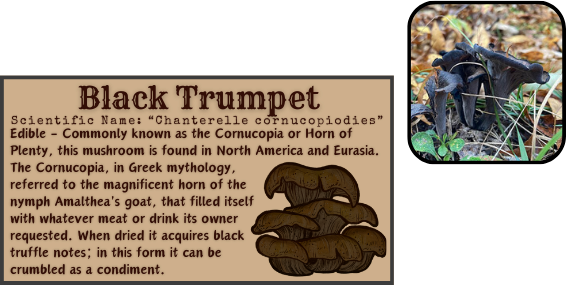 Black Trumpet
Scientific Name: "Chanterelle cornucopiodies"
Edible - Commonly known as the Cornucopia or Horn of
Plenty, this mushroom is found in North America and Eurasia.
The Cornucopia, in Greek mythology,
referred to the magnificent horn of the
nymph Amalthea's goat, that filled itself
with whatever meat or drink its owner
requested. When dried it acquires black
truffle notes; in this form it can be
crumbled as a condiment.